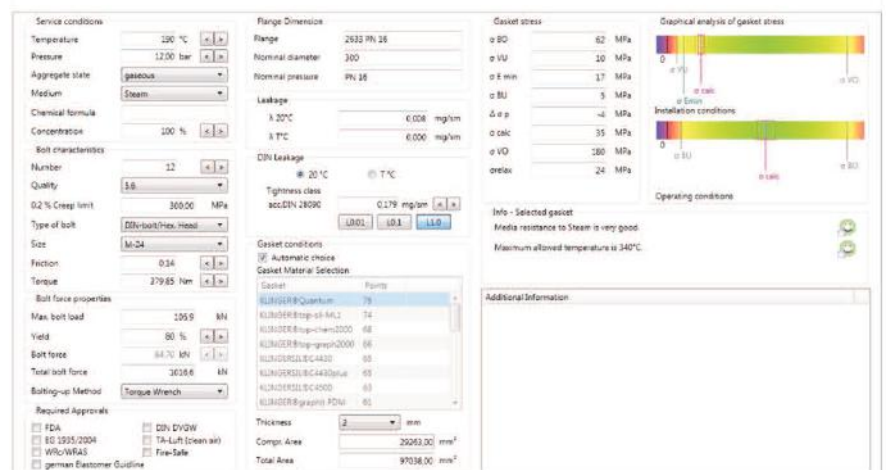 Service conditions
Temperature 190 °C < >
Pressure 12,00 bar < >
Aggregate state gaseous
Medium Steam
Chemical formula
Concentration 100 % < >
Bolt characteristics
Number 12 < >
Quality 5.6
0.2 % Creep limit 300,00 MPa
Type of bolt DIN-bolt/Hex. Head
Size M-24
Friction 0.14 < >
Torque 379,85 Nm < >
Bolt force properties
Max. bolt load 105,9 kN
Yield 80 % < >
Bolt force 84,70 kN < >
Total bolt force 1016,6 kN
Bolting-up Method Torque Wrench
Required Approvals
FDA DIN DVGW
EG 1935/2004 TA-Luft (clean air)
WRc/WRAS Fire-Safe
german Elastomer Guidline
Flange Dimension
Flange 2633 PN 16
Nominal diameter 300
Nominal pressure PN 16
Leakage
λ 20°C 0,008 mg/sm
λ T°C 0,000 mg/sm
DIN Leakage
20 °C T °C
Tightness class
acc.DIN 28090 0,179 mg/sm < >
L0.01 L0.1 L1.0
Gasket conditions
Automatic choice
Gasket Material Selection
Gasket Points
KLINGER®Quantum 76
KLINGER®top-sil-ML1 74
KLINGER®top-chem2000 68
KLINGER®top-graph2000 66
KLINGERSIL®C4430 65
KLINGERSIL®C4430plus 65
KLINGERSIL®C4500 63
KLINGER®graphit PDM 61
Thickness 2 mm
Compr. Area 29263,00 mm²
Total Area 97038,00 mm²
Gasket stress
σ BO 62 MPa
σ VU 10 MPa
σ E min 17 MPa
σ BU 5 MPa
Δ σ p -4 MPa
σ calc 35 MPa
σ VO 180 MPa
σrelax 24 MPa
Graphical analysis of gasket stress
0
σ VU σ VO
σ calc
σ Emin
Installation conditions
0
σ BU σ BO
σ calc
Operating conditions
Info - Selected gasket
Media resistance to Steam is very good.
Maximum allowed temperature is 340°C.
Additional Information